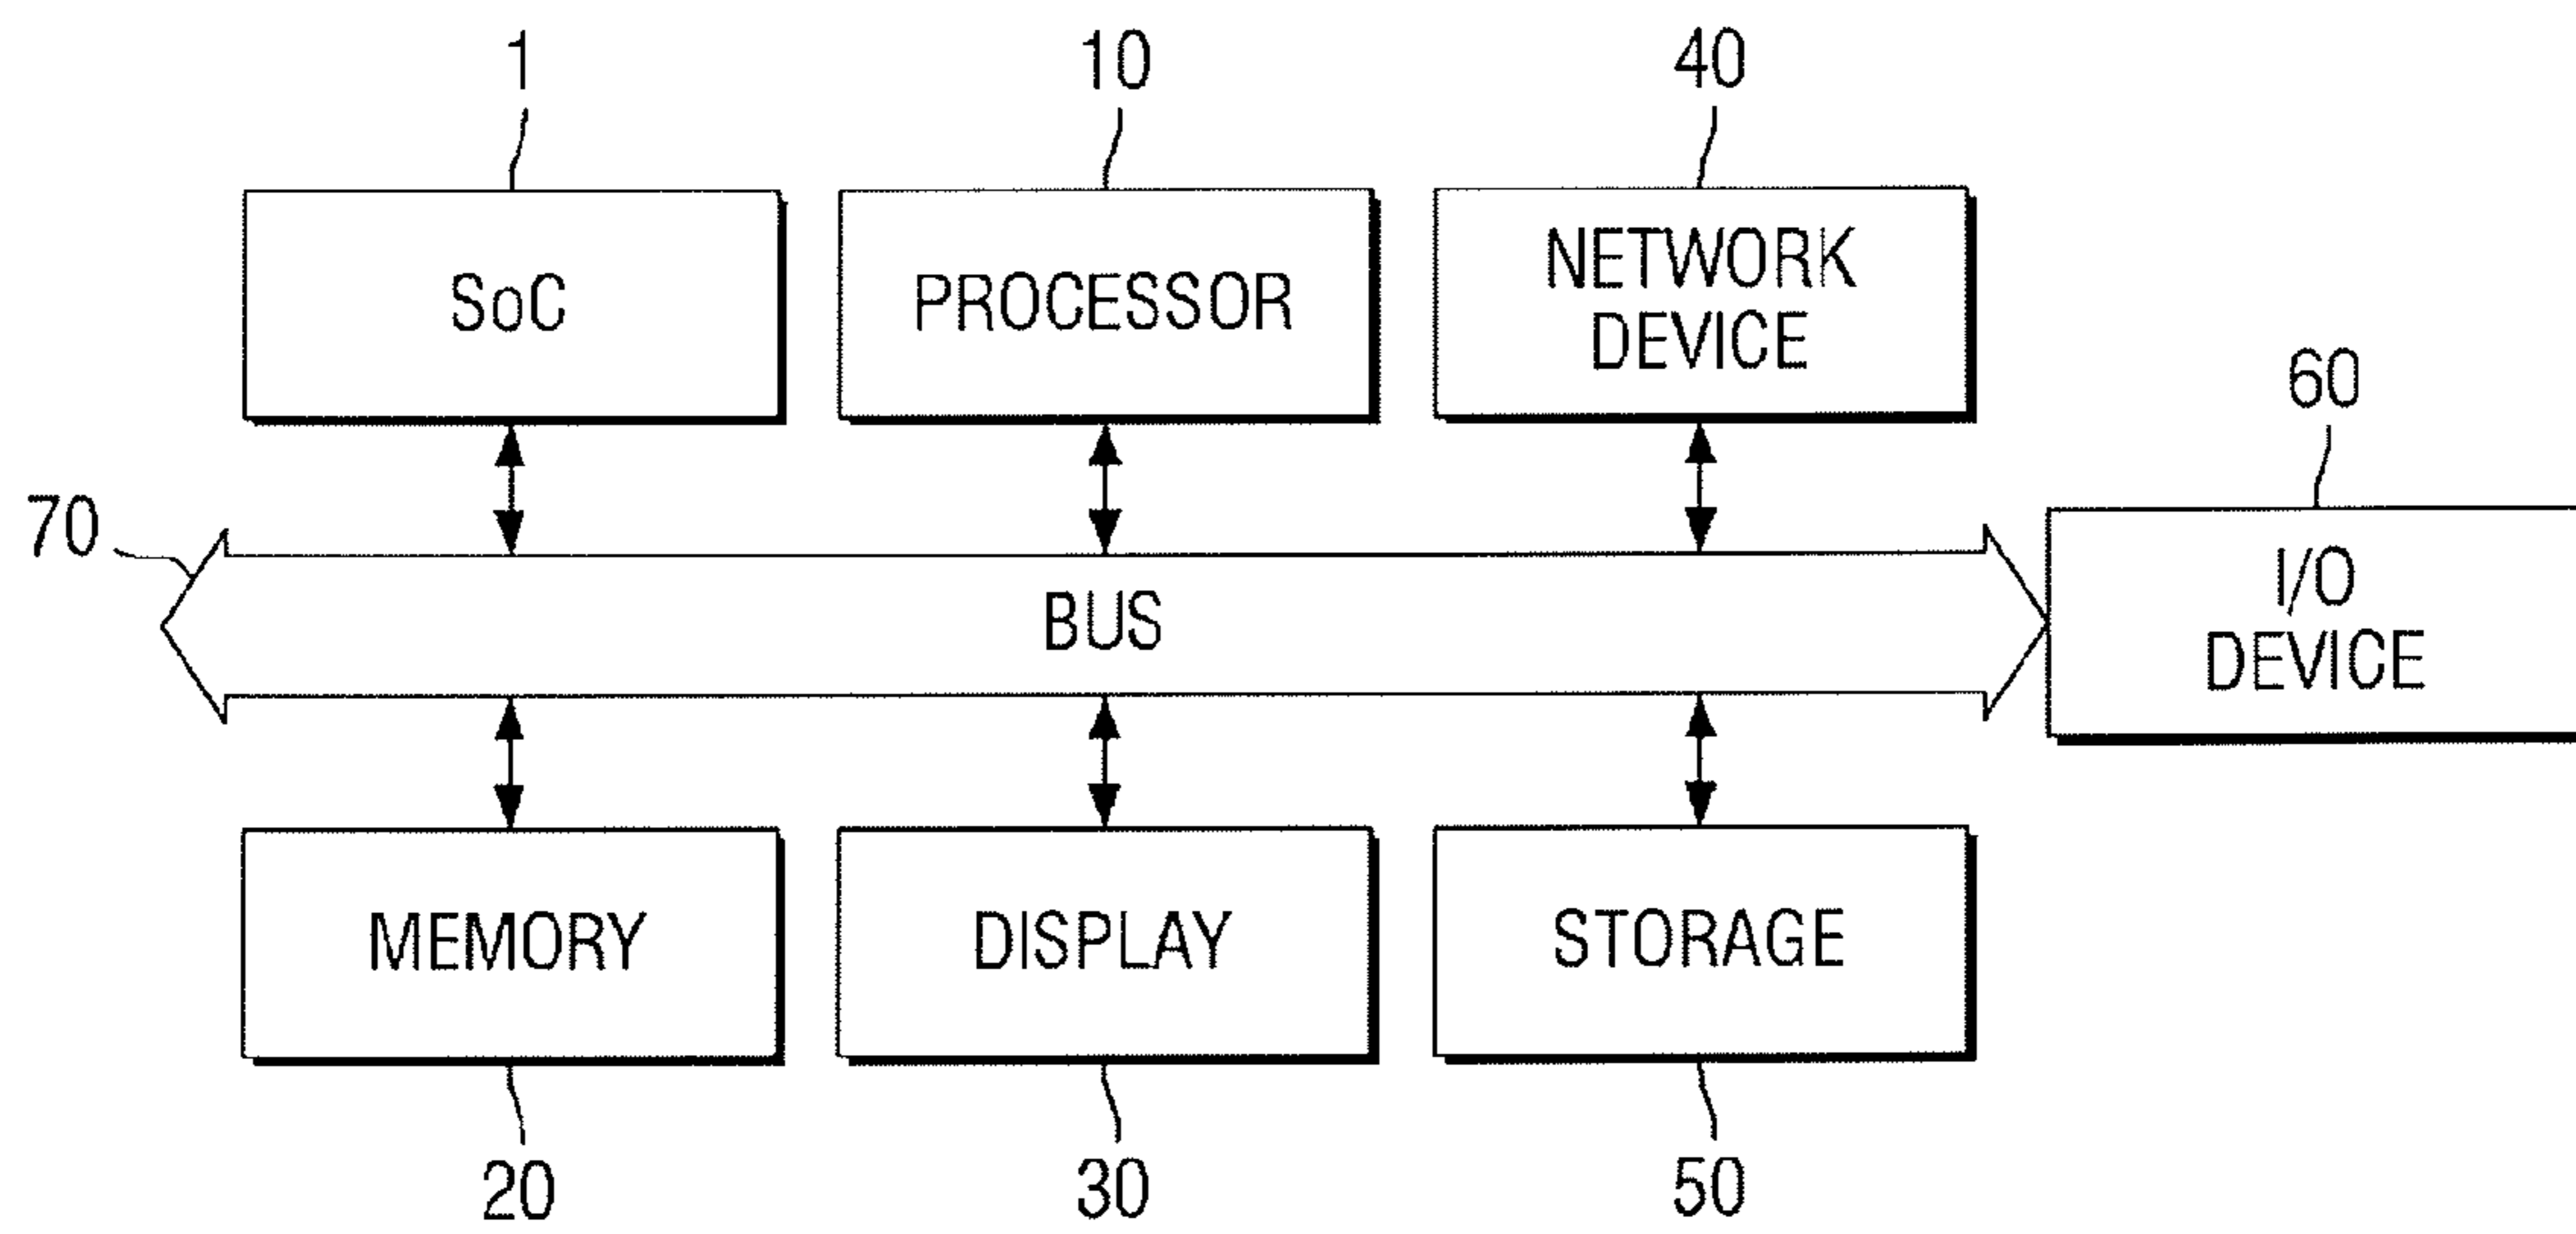 1
10
40
SoC
PROCESSOR
NETWORK
DEVICE
60
70
BUS
I/O
DEVICE
MEMORY
DISPLAY
STORAGE
20
30
50